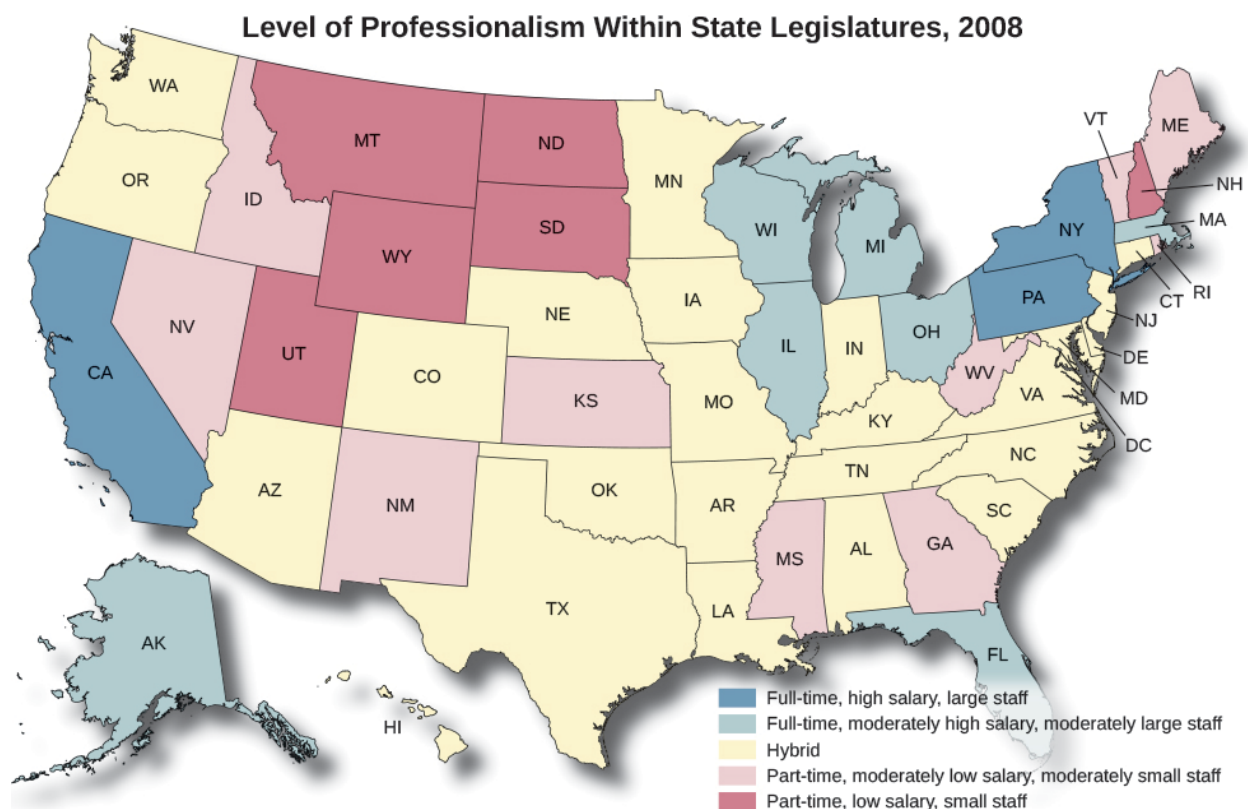 Level of Professionalism Within State Legislatures, 2008
WA
MT
ND
MN
VT
ME
OR
ID
SD
WI
MI
NY
NH
MA
WY
IA
PA
RI
CT
NV
NE
NJ
UT
CO
IL
IN
OH
DE
CA
KS
MO
WV
VA
MD
KY
DC
AZ
NM
OK
AR
TN
NC
SC
MS
AL
GA
TX
LA
AK
FL
HI
Full-time, high salary, large staff
Full-time, moderately high salary, moderately large staff
Hybrid
Part-time, moderately low salary, moderately small staff
Part-time, low salary, small staff